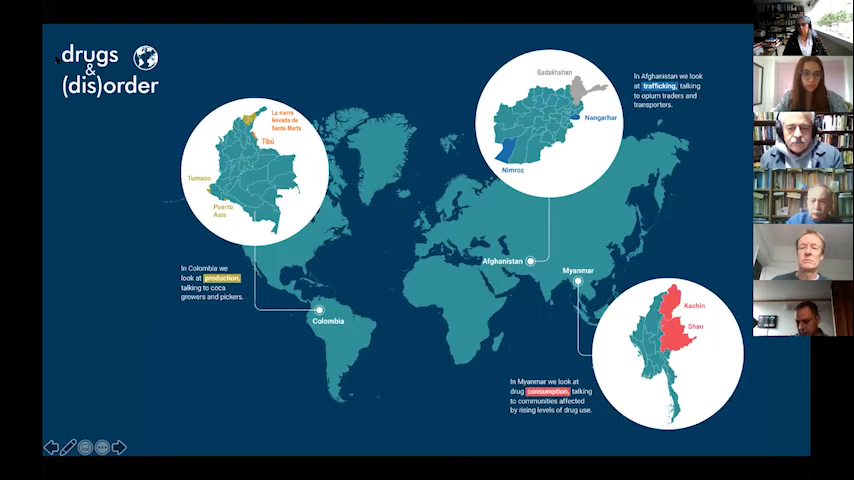 drugs
&
(dis)order
La sierra
Nevada de
Santa Marta
Tibú
Tumaco
Puerto
Asís
In Colombia we
look at production,
talking to coca
growers and pickers.
Colombia
Badakhshan
Nangarhar
Nimroz
In Afghanistan we look
at trafficking, talking
to opium traders and
transporters.
Afghanistan
Myanmar
Kachin
Shan
In Myanmar we look at
drug consumption, talking
to communities affected
by rising levels of drug use.